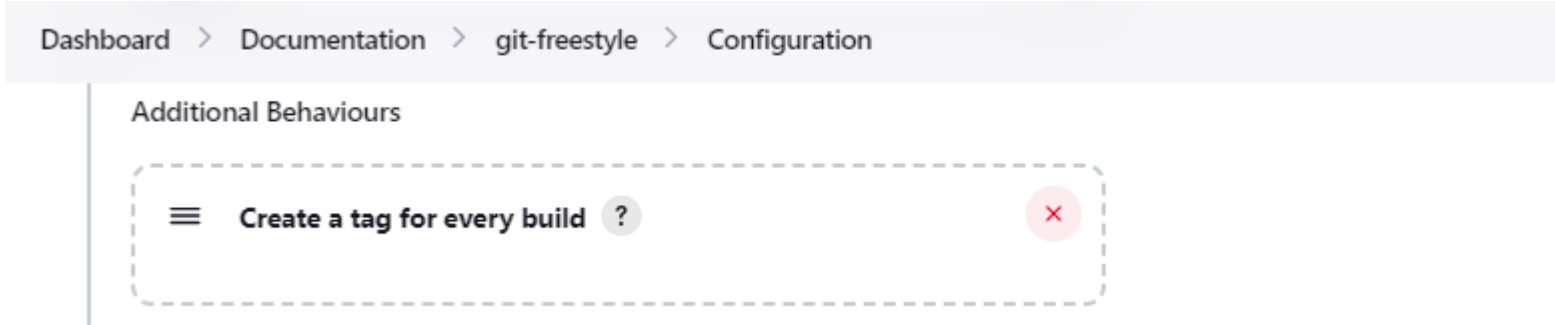 Dashboard > Documentation > git-freestyle > Configuration
Additional Behaviours
Create a tag for every build ?